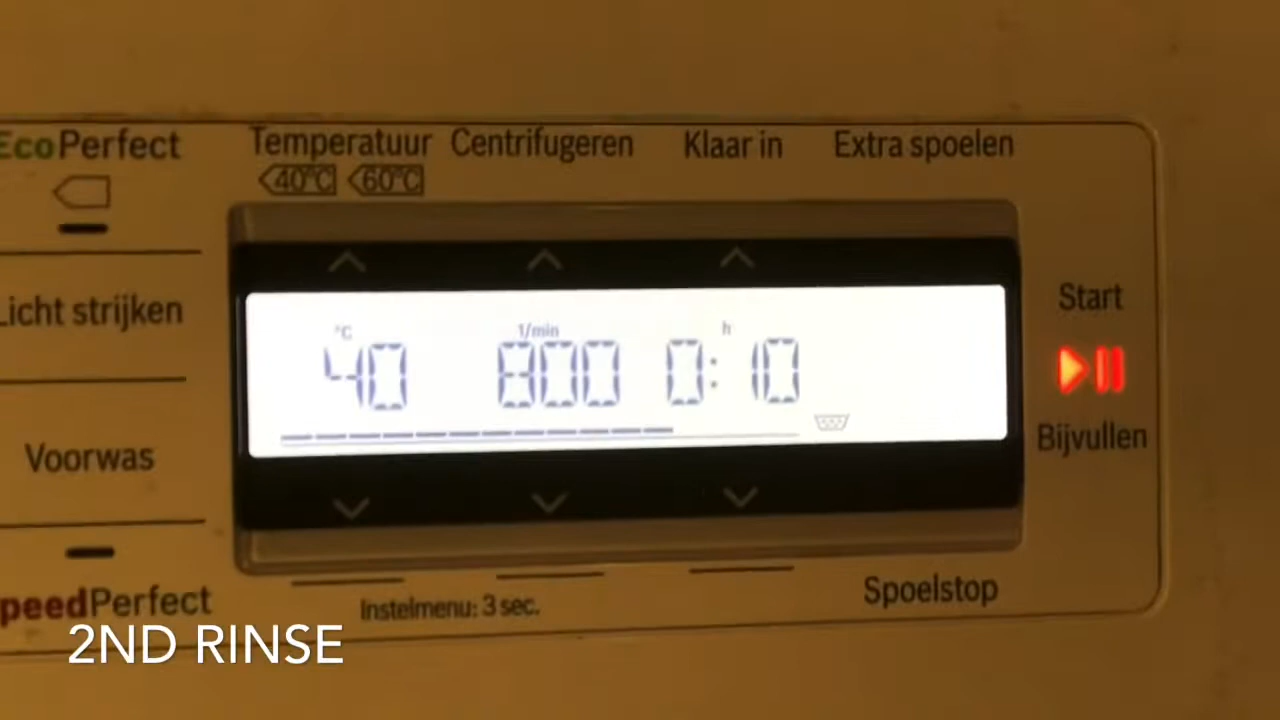 EcoPerfect
Temperatuur Centrifugeren Klaar in Extra spoelen
40°C 60°C
Licht strijken
Start
°C 1/min h
40 800 0:10
Voorwas
Bijvullen
peedPerfect
Instelmenu: 3 sec.
Spoelstop
2ND RINSE